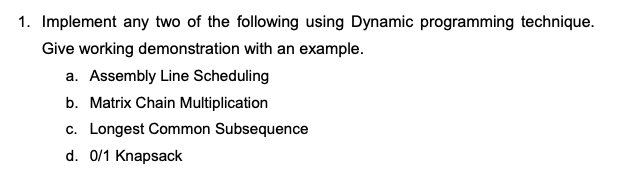 1. Implement any two of the following using Dynamic programming technique.
Give working demonstration with an example.
a. Assembly Line Scheduling
b. Matrix Chain Multiplication
c. Longest Common Subsequence
d. 0/1 Knapsack